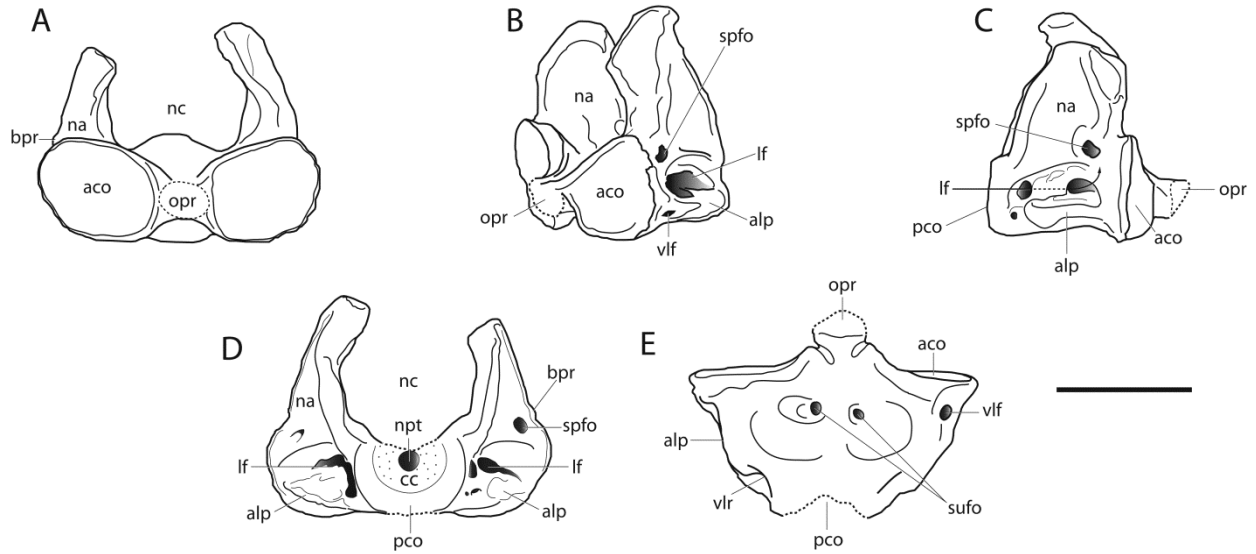 A
nc
na
bpr
aco
opr
B
spfo
na
lf
aco
opr
alp
vlf
C
na
spfo
lf
opr
pco
aco
alp
D
nc
bpr
na
npt
spfo
lf
lf
cc
alp
alp
pco
E
opr
aco
vlf
alp
vlr
sufo
pco